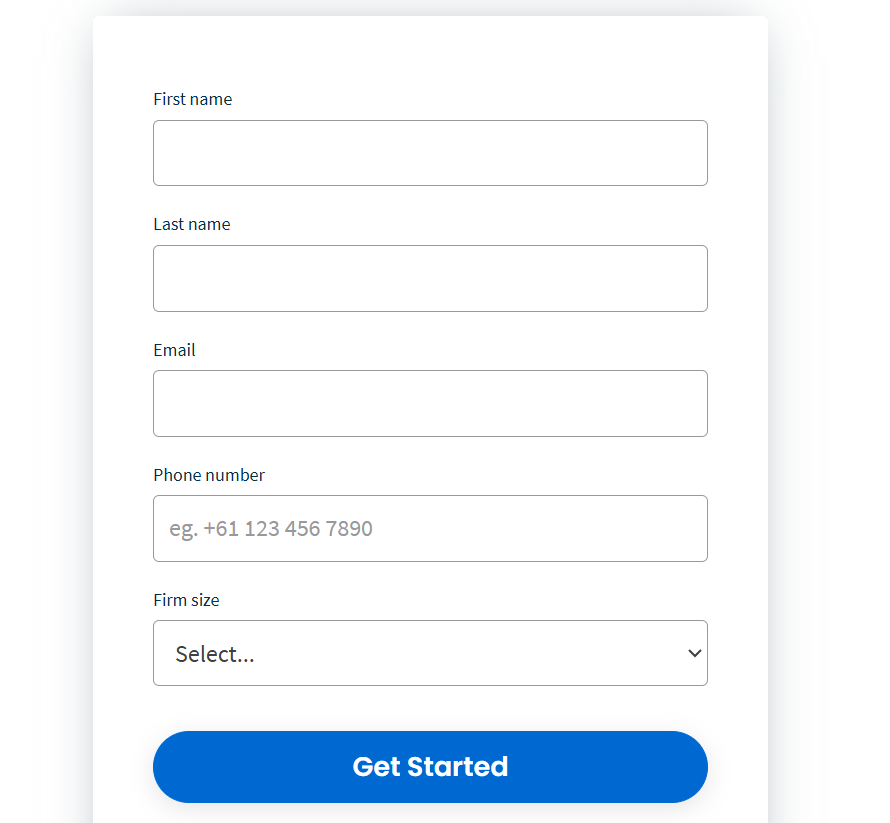 First name
Last name
Email
Phone number
eg. +61 123 456 7890
Firm size
Select...
Get Started